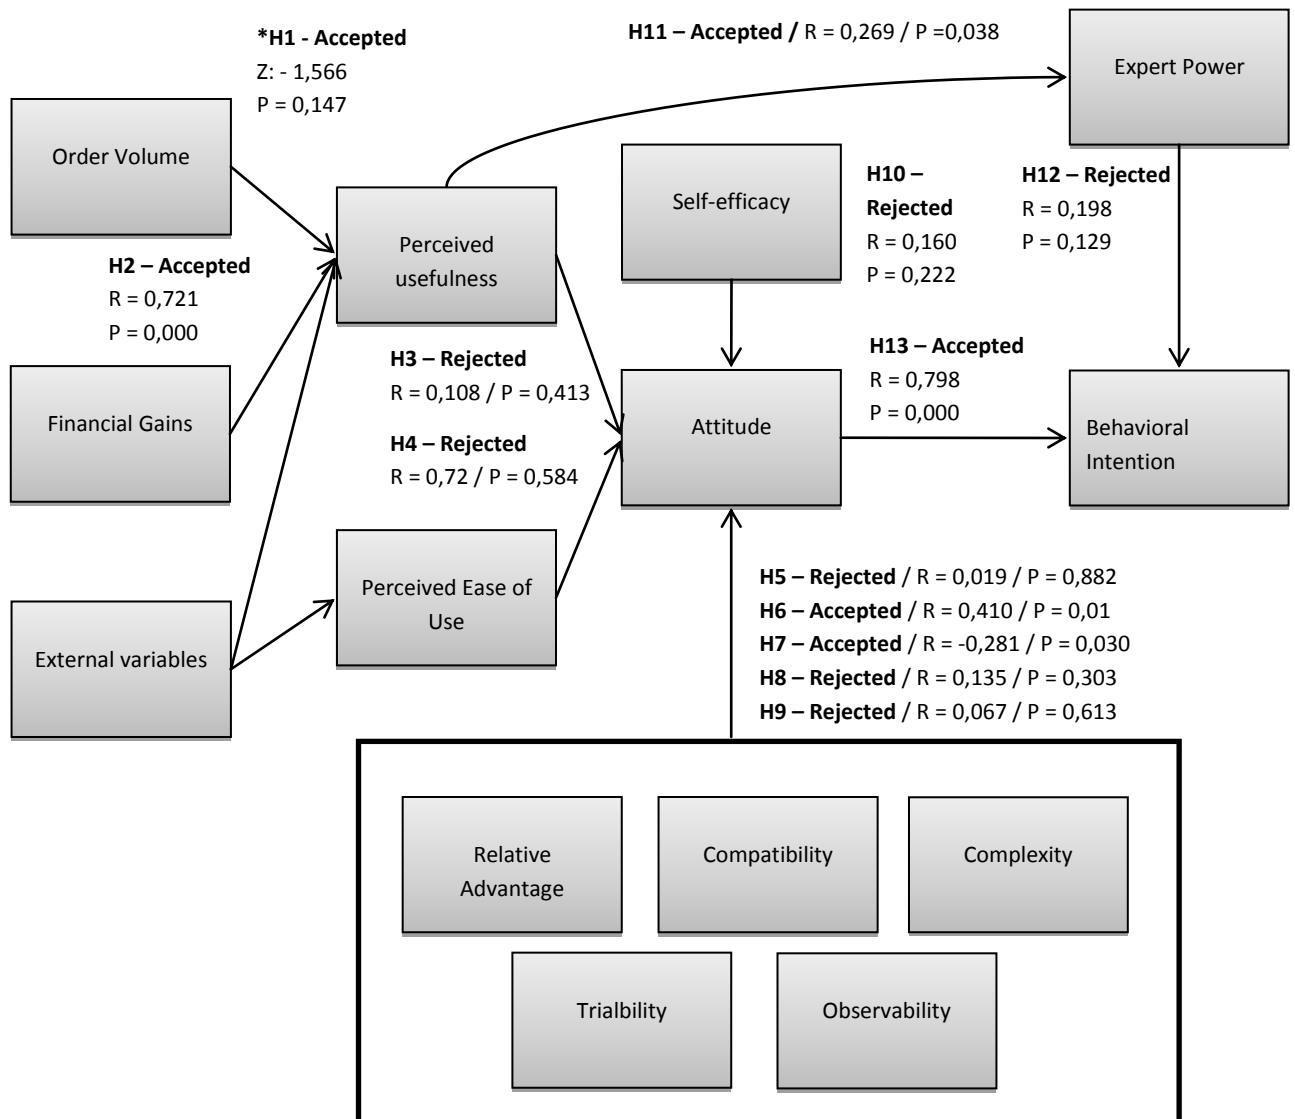 *H1 - Accepted
Z: - 1,566
P = 0,147
H11 – Accepted / R = 0,269 / P =0,038
Expert Power
Order Volume
Self-efficacy
H10 –
Rejected
R = 0,160
P = 0,222
H12 – Rejected
R = 0,198
P = 0,129
Perceived
usefulness
H2 – Accepted
R = 0,721
P = 0,000
H3 – Rejected
R = 0,108 / P = 0,413
H4 – Rejected
R = 0,72 / P = 0,584
H13 – Accepted
R = 0,798
P = 0,000
Financial Gains
Attitude
Behavioral
Intention
Perceived Ease of
Use
External variables
H5 – Rejected / R = 0,019 / P = 0,882
H6 – Accepted / R = 0,410 / P = 0,01
H7 – Accepted / R = -0,281 / P = 0,030
H8 – Rejected / R = 0,135 / P = 0,303
H9 – Rejected / R = 0,067 / P = 0,613
Relative
Advantage
Compatibility
Complexity
Trialbility
Observability